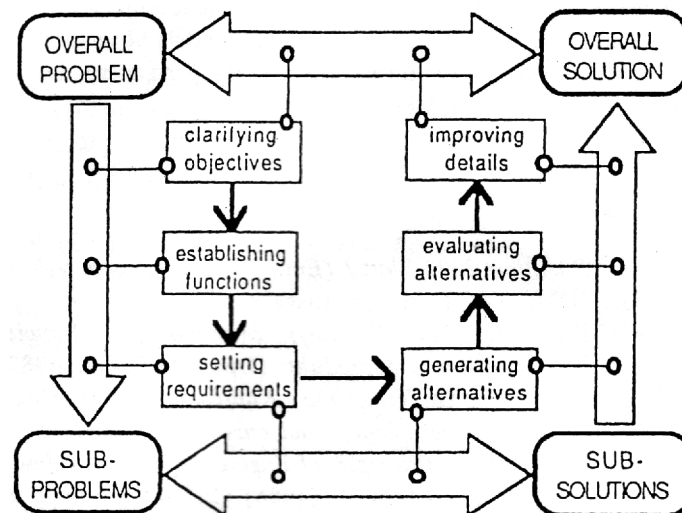 OVERALL
PROBLEM
OVERALL
SOLUTION
clarifying
objectives
improving
details
establishing
functions
evaluating
alternatives
setting
requirements
generating
alternatives
SUB-
PROBLEMS
SUB-
SOLUTIONS